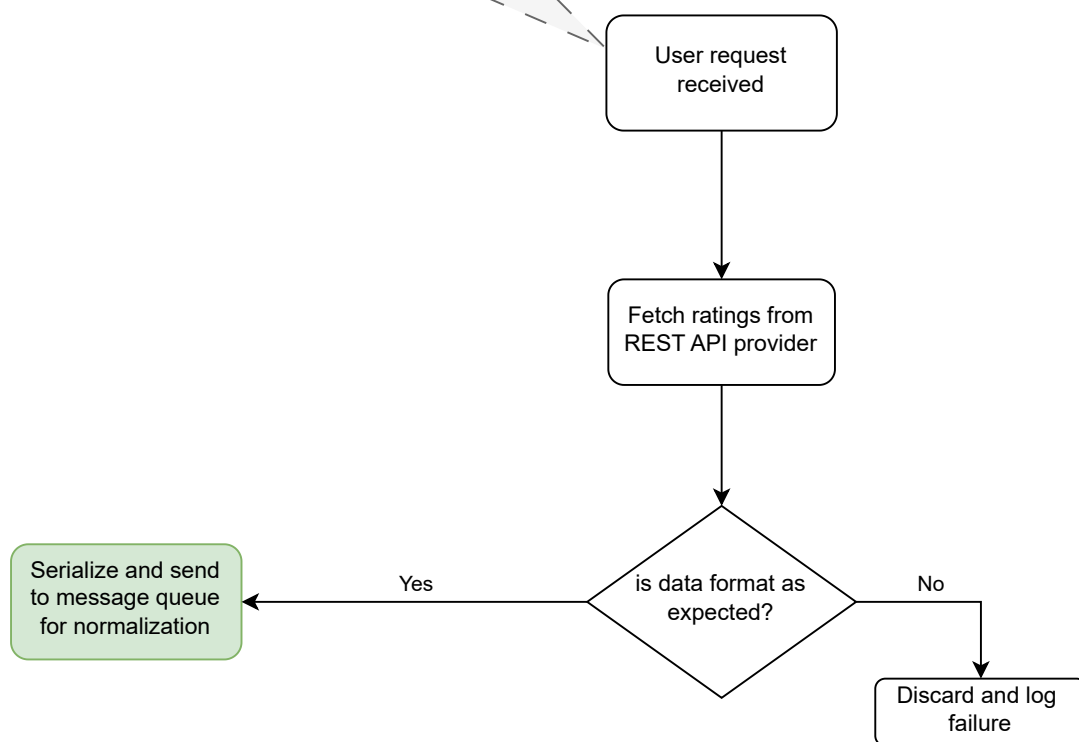 User request
received
Fetch ratings from
REST API provider
is data format as
expected?
Yes
No
Serialize and send
to message queue
for normalization
Discard and log
failure